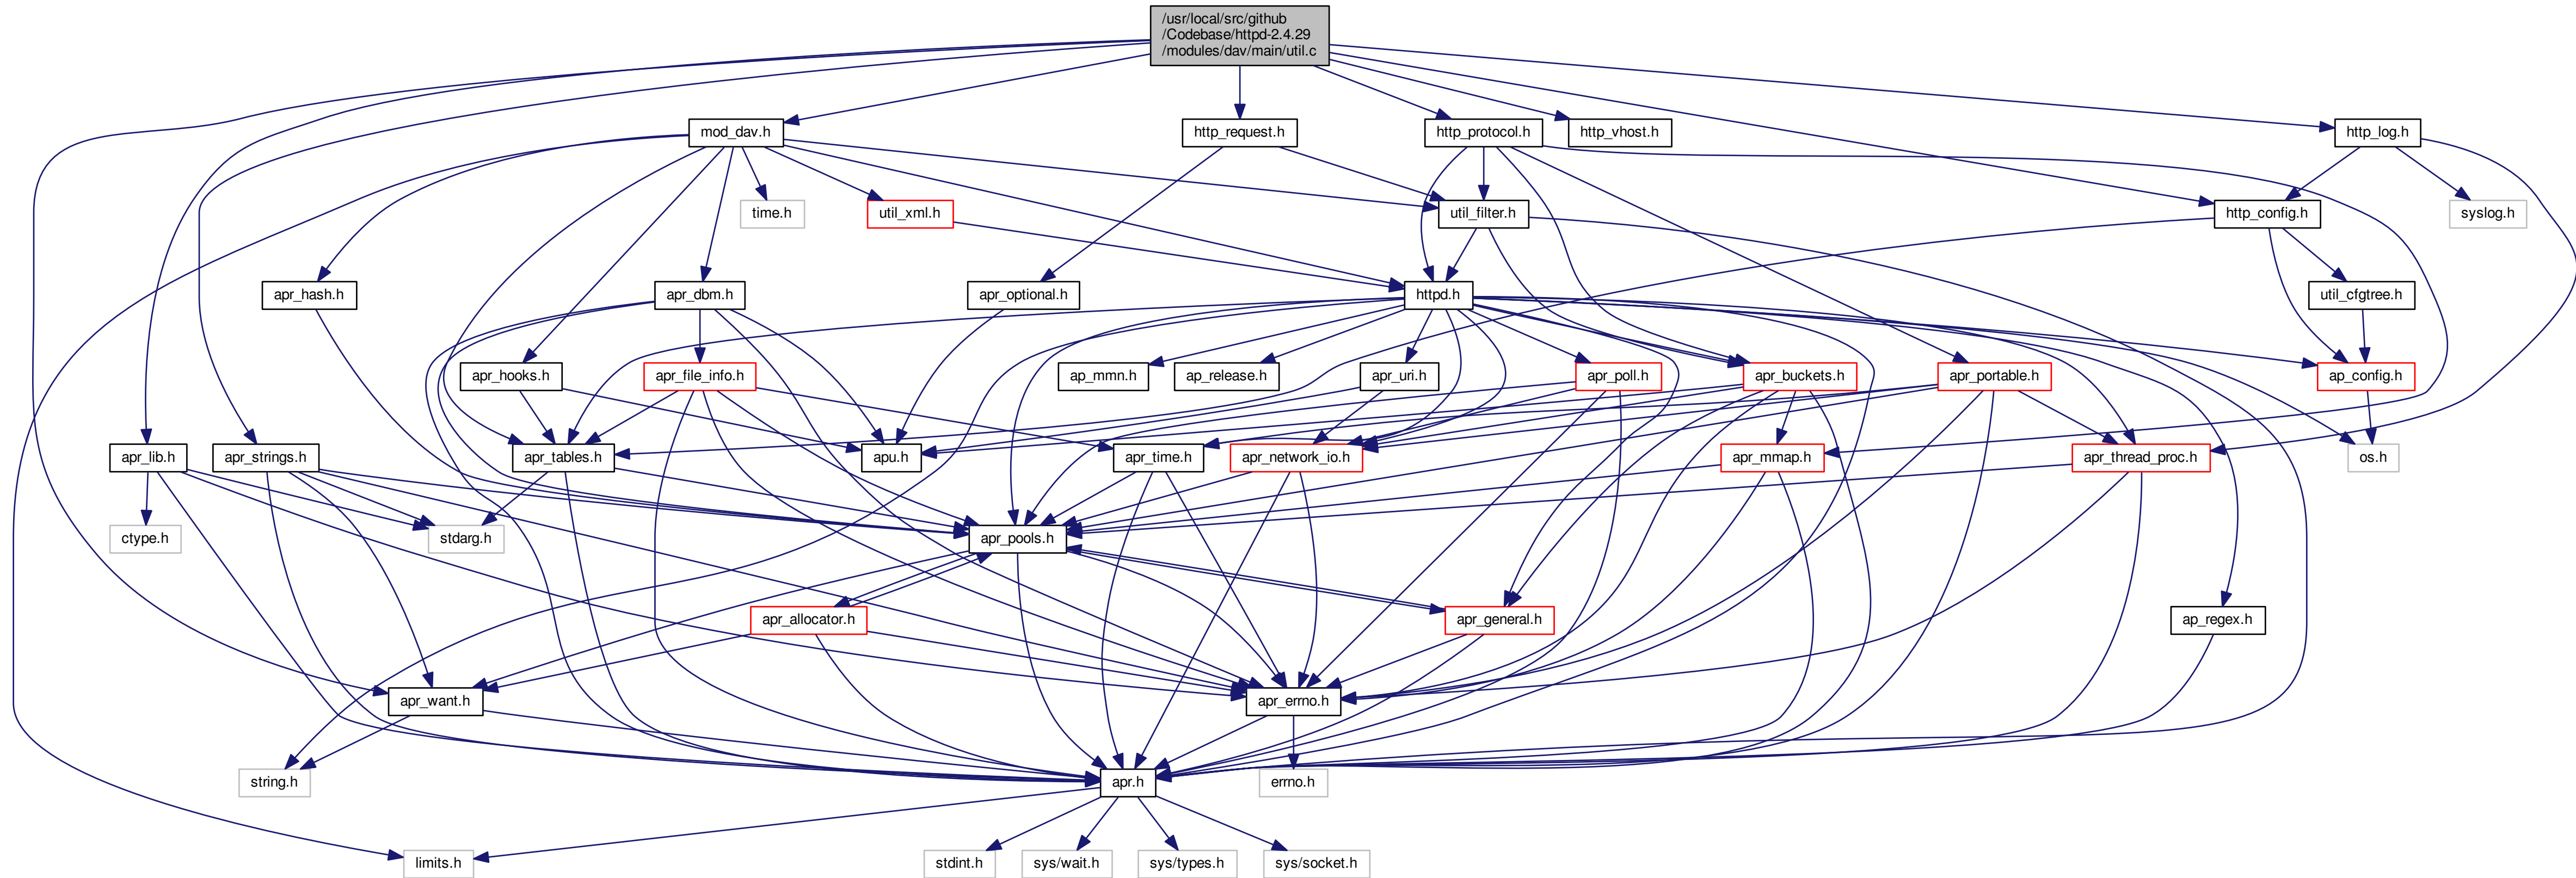 /usr/local/src/github
/Codebase/httpd-2.4.29
/modules/dav/main/util.c
mod_dav.h
http_request.h
http_protocol.h
http_vhost.h
http_log.h
time.h
util_xml.h
util_filter.h
http_config.h
syslog.h
apr_hash.h
apr_dbm.h
apr_optional.h
httpd.h
util_cfgtree.h
apr_hooks.h
apr_file_info.h
ap_mmn.h
ap_release.h
apr_uri.h
apr_poll.h
apr_buckets.h
apr_portable.h
ap_config.h
apr_lib.h
apr_strings.h
apr_tables.h
apu.h
apr_time.h
apr_network_io.h
apr_mmap.h
apr_thread_proc.h
os.h
ctype.h
stdarg.h
apr_pools.h
apr_allocator.h
apr_general.h
ap_regex.h
apr_want.h
apr_errno.h
string.h
apr.h
errno.h
limits.h
stdint.h
sys/wait.h
sys/types.h
sys/socket.h